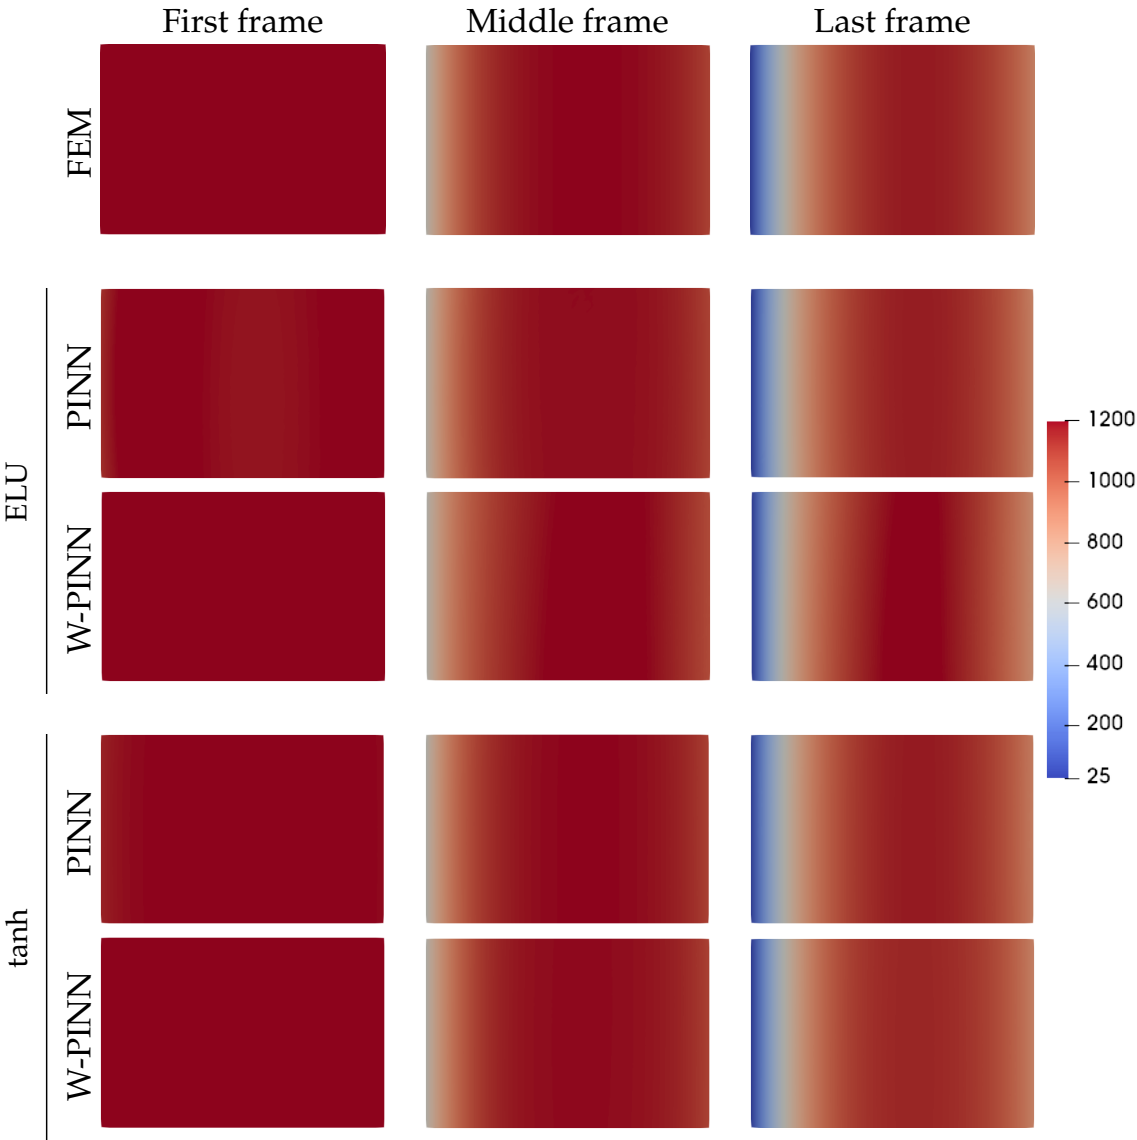 First frame Middle frame Last frame
FEM
ELU
PINN
W-PINN
1200
1000
800
600
400
200
25
tanh
PINN
W-PINN